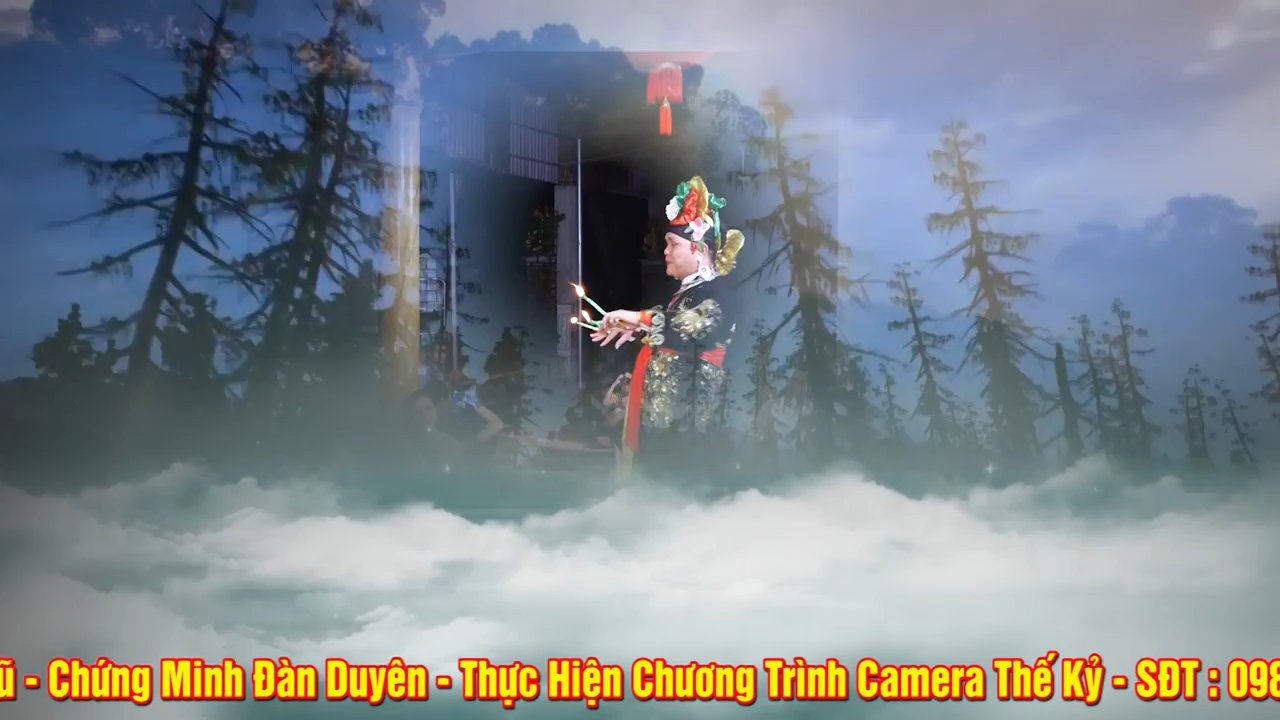 ũ - Chứng Minh Đàn Duyên - Thực Hiện Chương Trình Camera Thế Kỷ - SĐT : 098